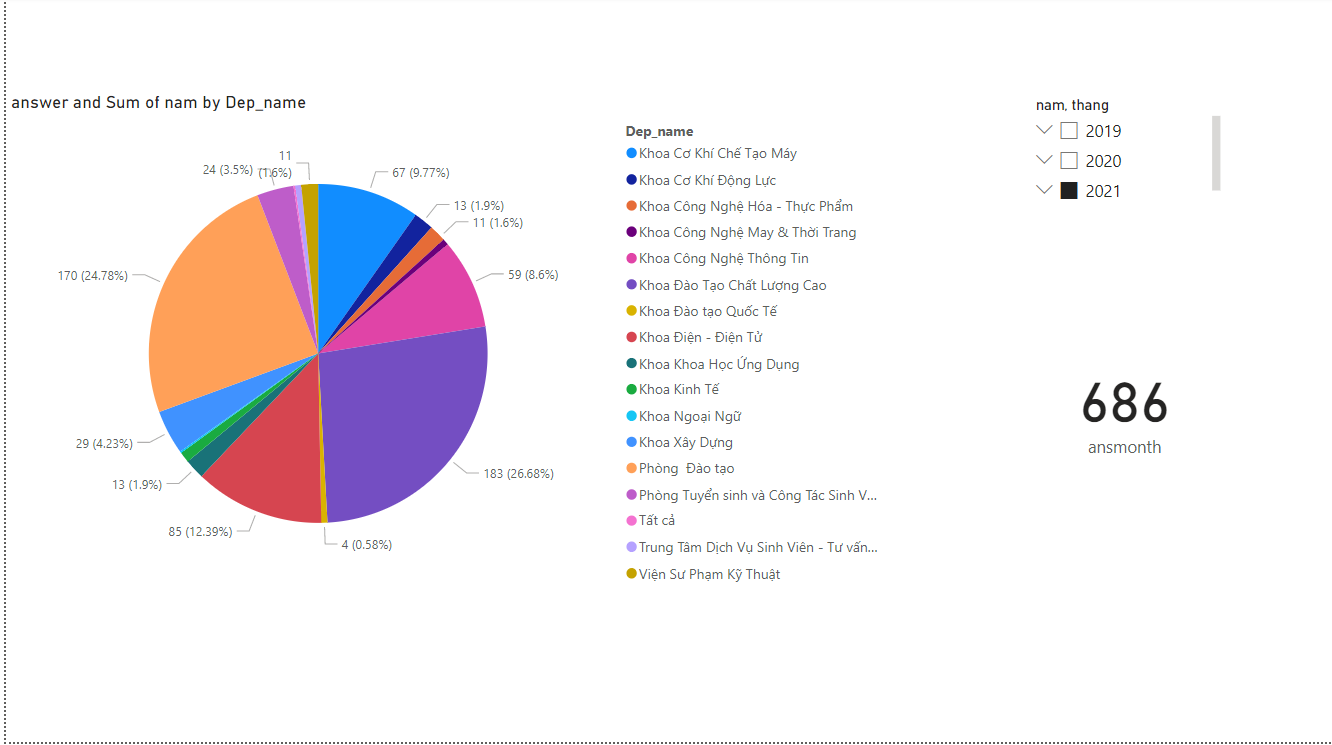 answer and Sum of nam by Dep_name
11
(1.6%)
24 (3.5%)
67 (9.77%)
13 (1.9%)
11 (1.6%)
59 (8.6%)
170 (24.78%)
183 (26.68%)
29 (4.23%)
13 (1.9%)
85 (12.39%)
4 (0.58%)
Dep_name
Khoa Cơ Khí Chế Tạo Máy
Khoa Cơ Khí Động Lực
Khoa Công Nghệ Hóa - Thực Phẩm
Khoa Công Nghệ May & Thời Trang
Khoa Công Nghệ Thông Tin
Khoa Đào Tạo Chất Lượng Cao
Khoa Đào tạo Quốc Tế
Khoa Điện - Điện Tử
Khoa Khoa Học Ứng Dụng
Khoa Kinh Tế
Khoa Ngoại Ngữ
Khoa Xây Dựng
Phòng  Đào tạo
Phòng Tuyển sinh và Công Tác Sinh V...
Tất cả
Trung Tâm Dịch Vụ Sinh Viên - Tư vấn...
Viện Sư Phạm Kỹ Thuật
nam, thang
2019
2020
2021
686
ansmonth